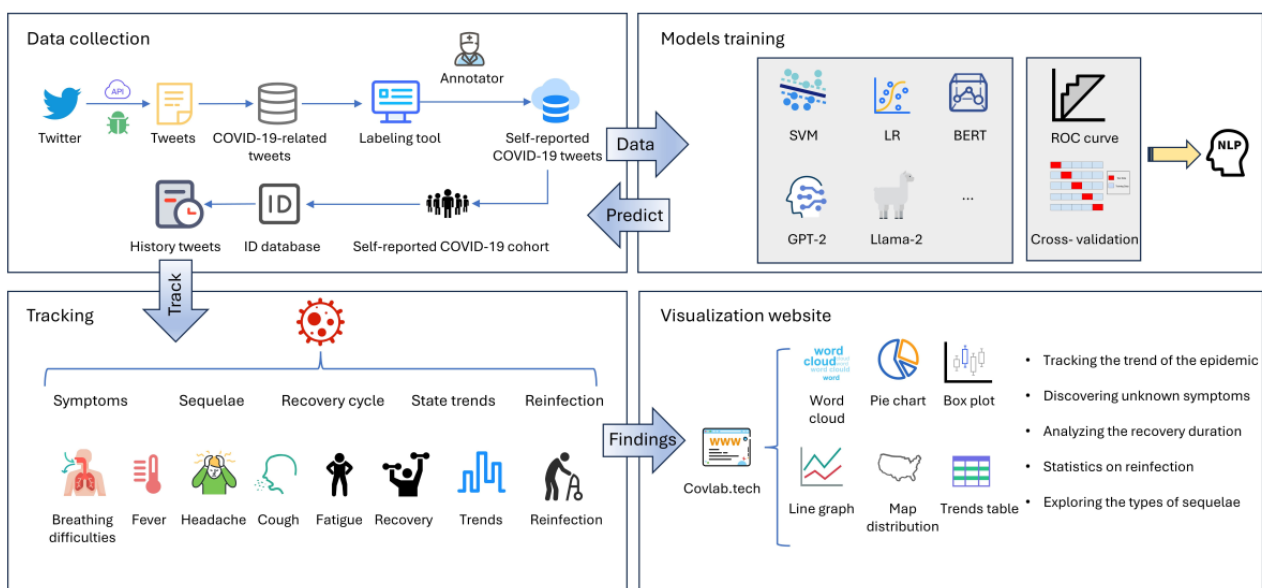 Data collection
API
Annotator
Twitter
Tweets
COVID-19-related
tweets
Labeling tool
Self-reported
COVID-19 tweets
ID
History tweets
ID database
Self-reported COVID-19 cohort
Data
Predict
Models training
SVM
LR
BERT
GPT-2
Llama-2
...
ROC curve
Cross- validation
NLP
Track
Tracking
Symptoms
Sequelae
Recovery cycle
State trends
Reinfection
Breathing
difficulties
Fever
Headache
Cough
Fatigue
Recovery
Trends
Reinfection
Findings
Visualization website
www
Covlab.tech
word
cloud
word could
word
Word
cloud
Pie chart
Box plot
Line graph
Map
distribution
Trends table
• Tracking the trend of the epidemic
• Discovering unknown symptoms
• Analyzing the recovery duration
• Statistics on reinfection
• Exploring the types of sequelae